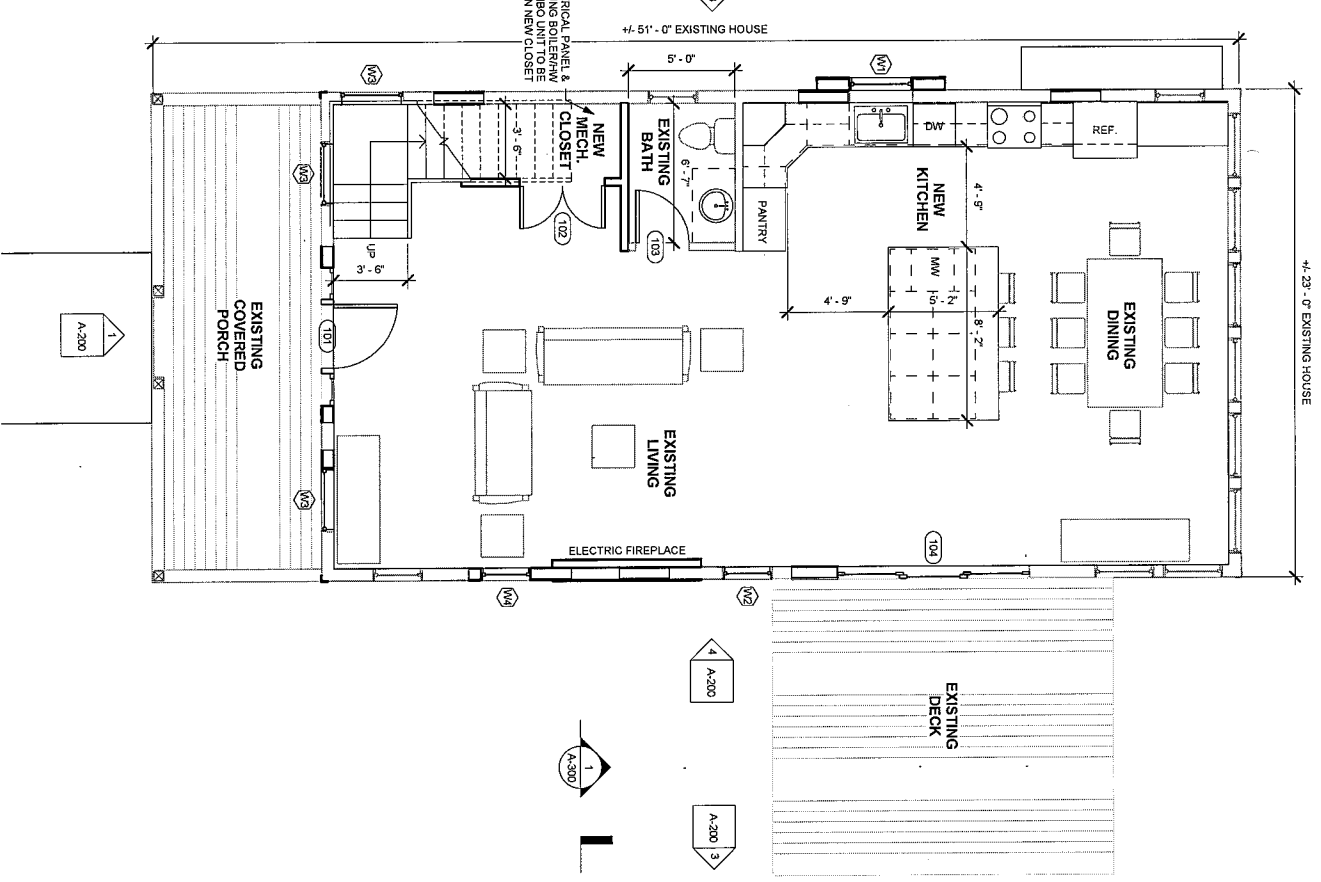 +/- 51' - 0" EXISTING HOUSE
RICAL PANEL &
NG BOILER/HW
BO UNIT TO BE
N NEW CLOSET
5' - 0"
W3
W1
NEW
MECH.
CLOSET
3' - 6"
EXISTING
BATH
6' - 7"
DW
REF.
PANTRY
NEW
KITCHEN
4' - 9"
W3
102
103
UP
3' - 6"
MW
4' - 9"
5' - 2"
8' - 2"
EXISTING
DINING
+/- 23' - 0" EXISTING HOUSE
1
A-200
EXISTING
COVERED
PORCH
101
EXISTING
LIVING
W3
ELECTRIC FIREPLACE
104
W4
W2
4
A-200
EXISTING
DECK
1
A-300
A-200
3